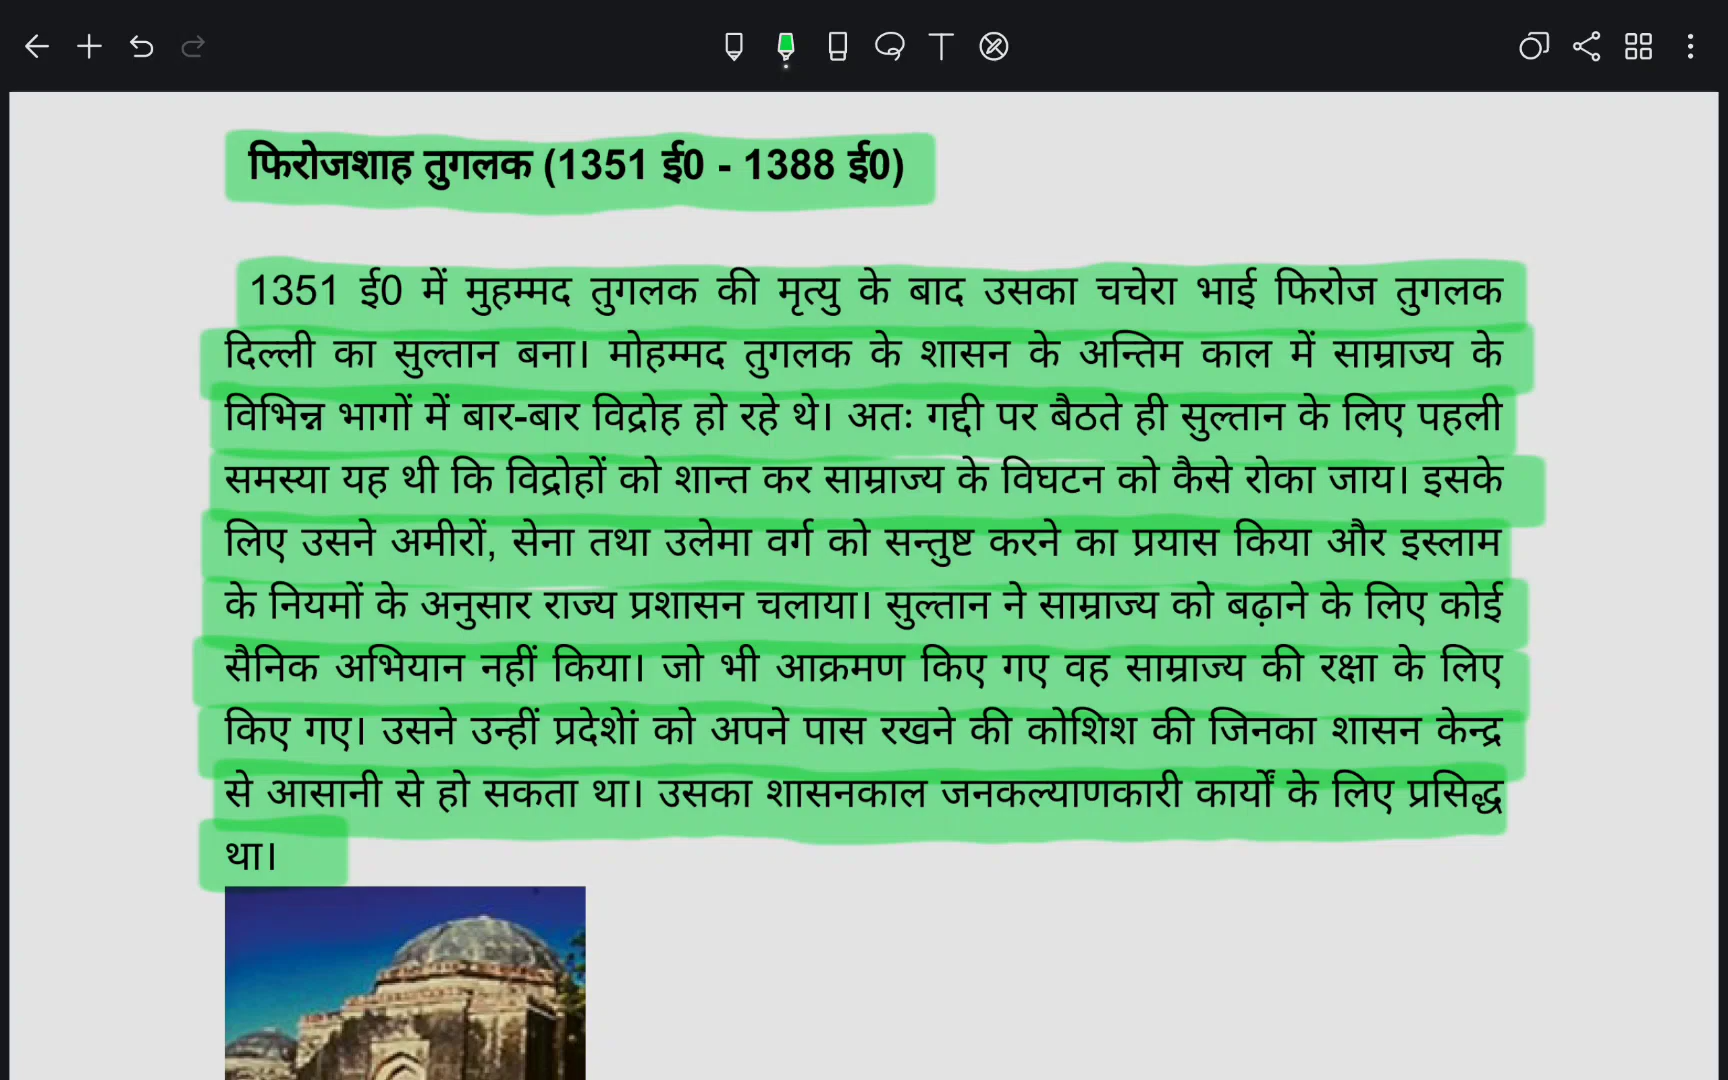 फिरोजशाह तुगलक (1351 ई0 - 1388 ई0)
1351 ई0 में मुहम्मद तुगलक की मृत्यु के बाद उसका चचेरा भाई फिरोज तुगलक
दिल्ली का सुल्तान बना। मोहम्मद तुगलक के शासन के अन्तिम काल में साम्राज्य के
विभिन्न भागों में बार-बार विद्रोह हो रहे थे। अतः गद्दी पर बैठते ही सुल्तान के लिए पहली
समस्या यह थी कि विद्रोहों को शान्त कर साम्राज्य के विघटन को कैसे रोका जाय। इसके
लिए उसने अमीरों, सेना तथा उलेमा वर्ग को सन्तुष्ट करने का प्रयास किया और इस्लाम
के नियमों के अनुसार राज्य प्रशासन चलाया। सुल्तान ने साम्राज्य को बढ़ाने के लिए कोई
सैनिक अभियान नहीं किया। जो भी आक्रमण किए गए वह साम्राज्य की रक्षा के लिए
किए गए। उसने उन्हीं प्रदेशों को अपने पास रखने की कोशिश की जिनका शासन केन्द्र
से आसानी से हो सकता था। उसका शासनकाल जनकल्याणकारी कार्यों के लिए प्रसिद्ध
था।